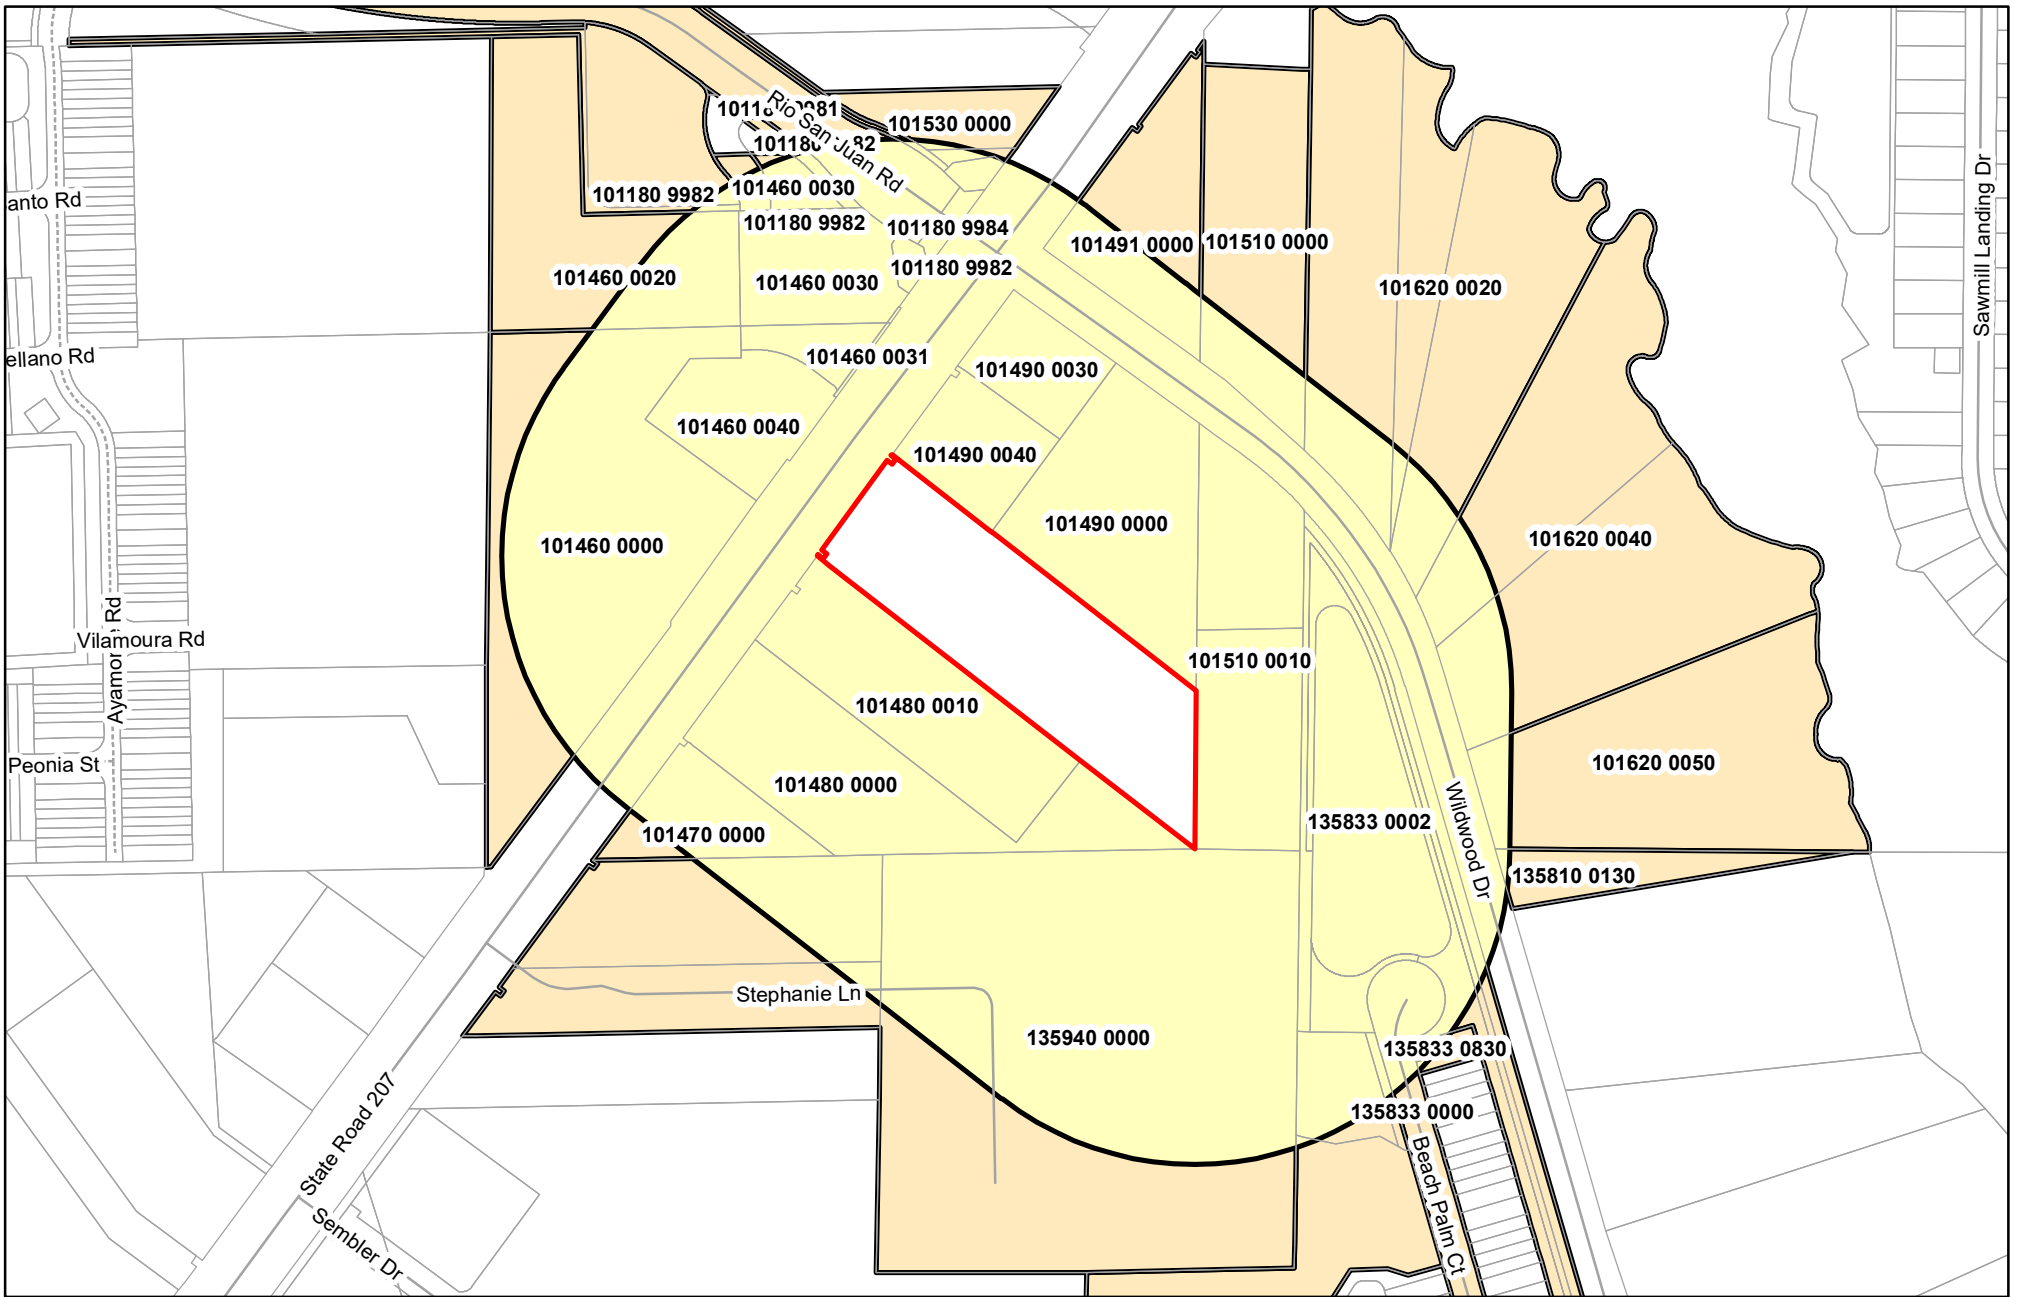 101180 9981
Rio San Juan Rd
101530 0000
101180 9982
101180 9982
101460 0030
anto Rd
101180 9982
101180 9984
101491 0000
101510 0000
101180 9982
101460 0020
101460 0030
101620 0020
Sawmill Landing Dr
ellano Rd
101460 0031
101490 0030
101460 0040
101490 0040
101490 0000
101460 0000
101620 0040
Vilamoura Rd
101510 0010
101480 0010
Peonia St
101620 0050
101480 0000
135833 0002
Wildwood Dr
101470 0000
135810 0130
Stephanie Ln
135940 0000
135833 0830
135833 0000
State Road 207
Beach Palm Ct
Sembler Dr